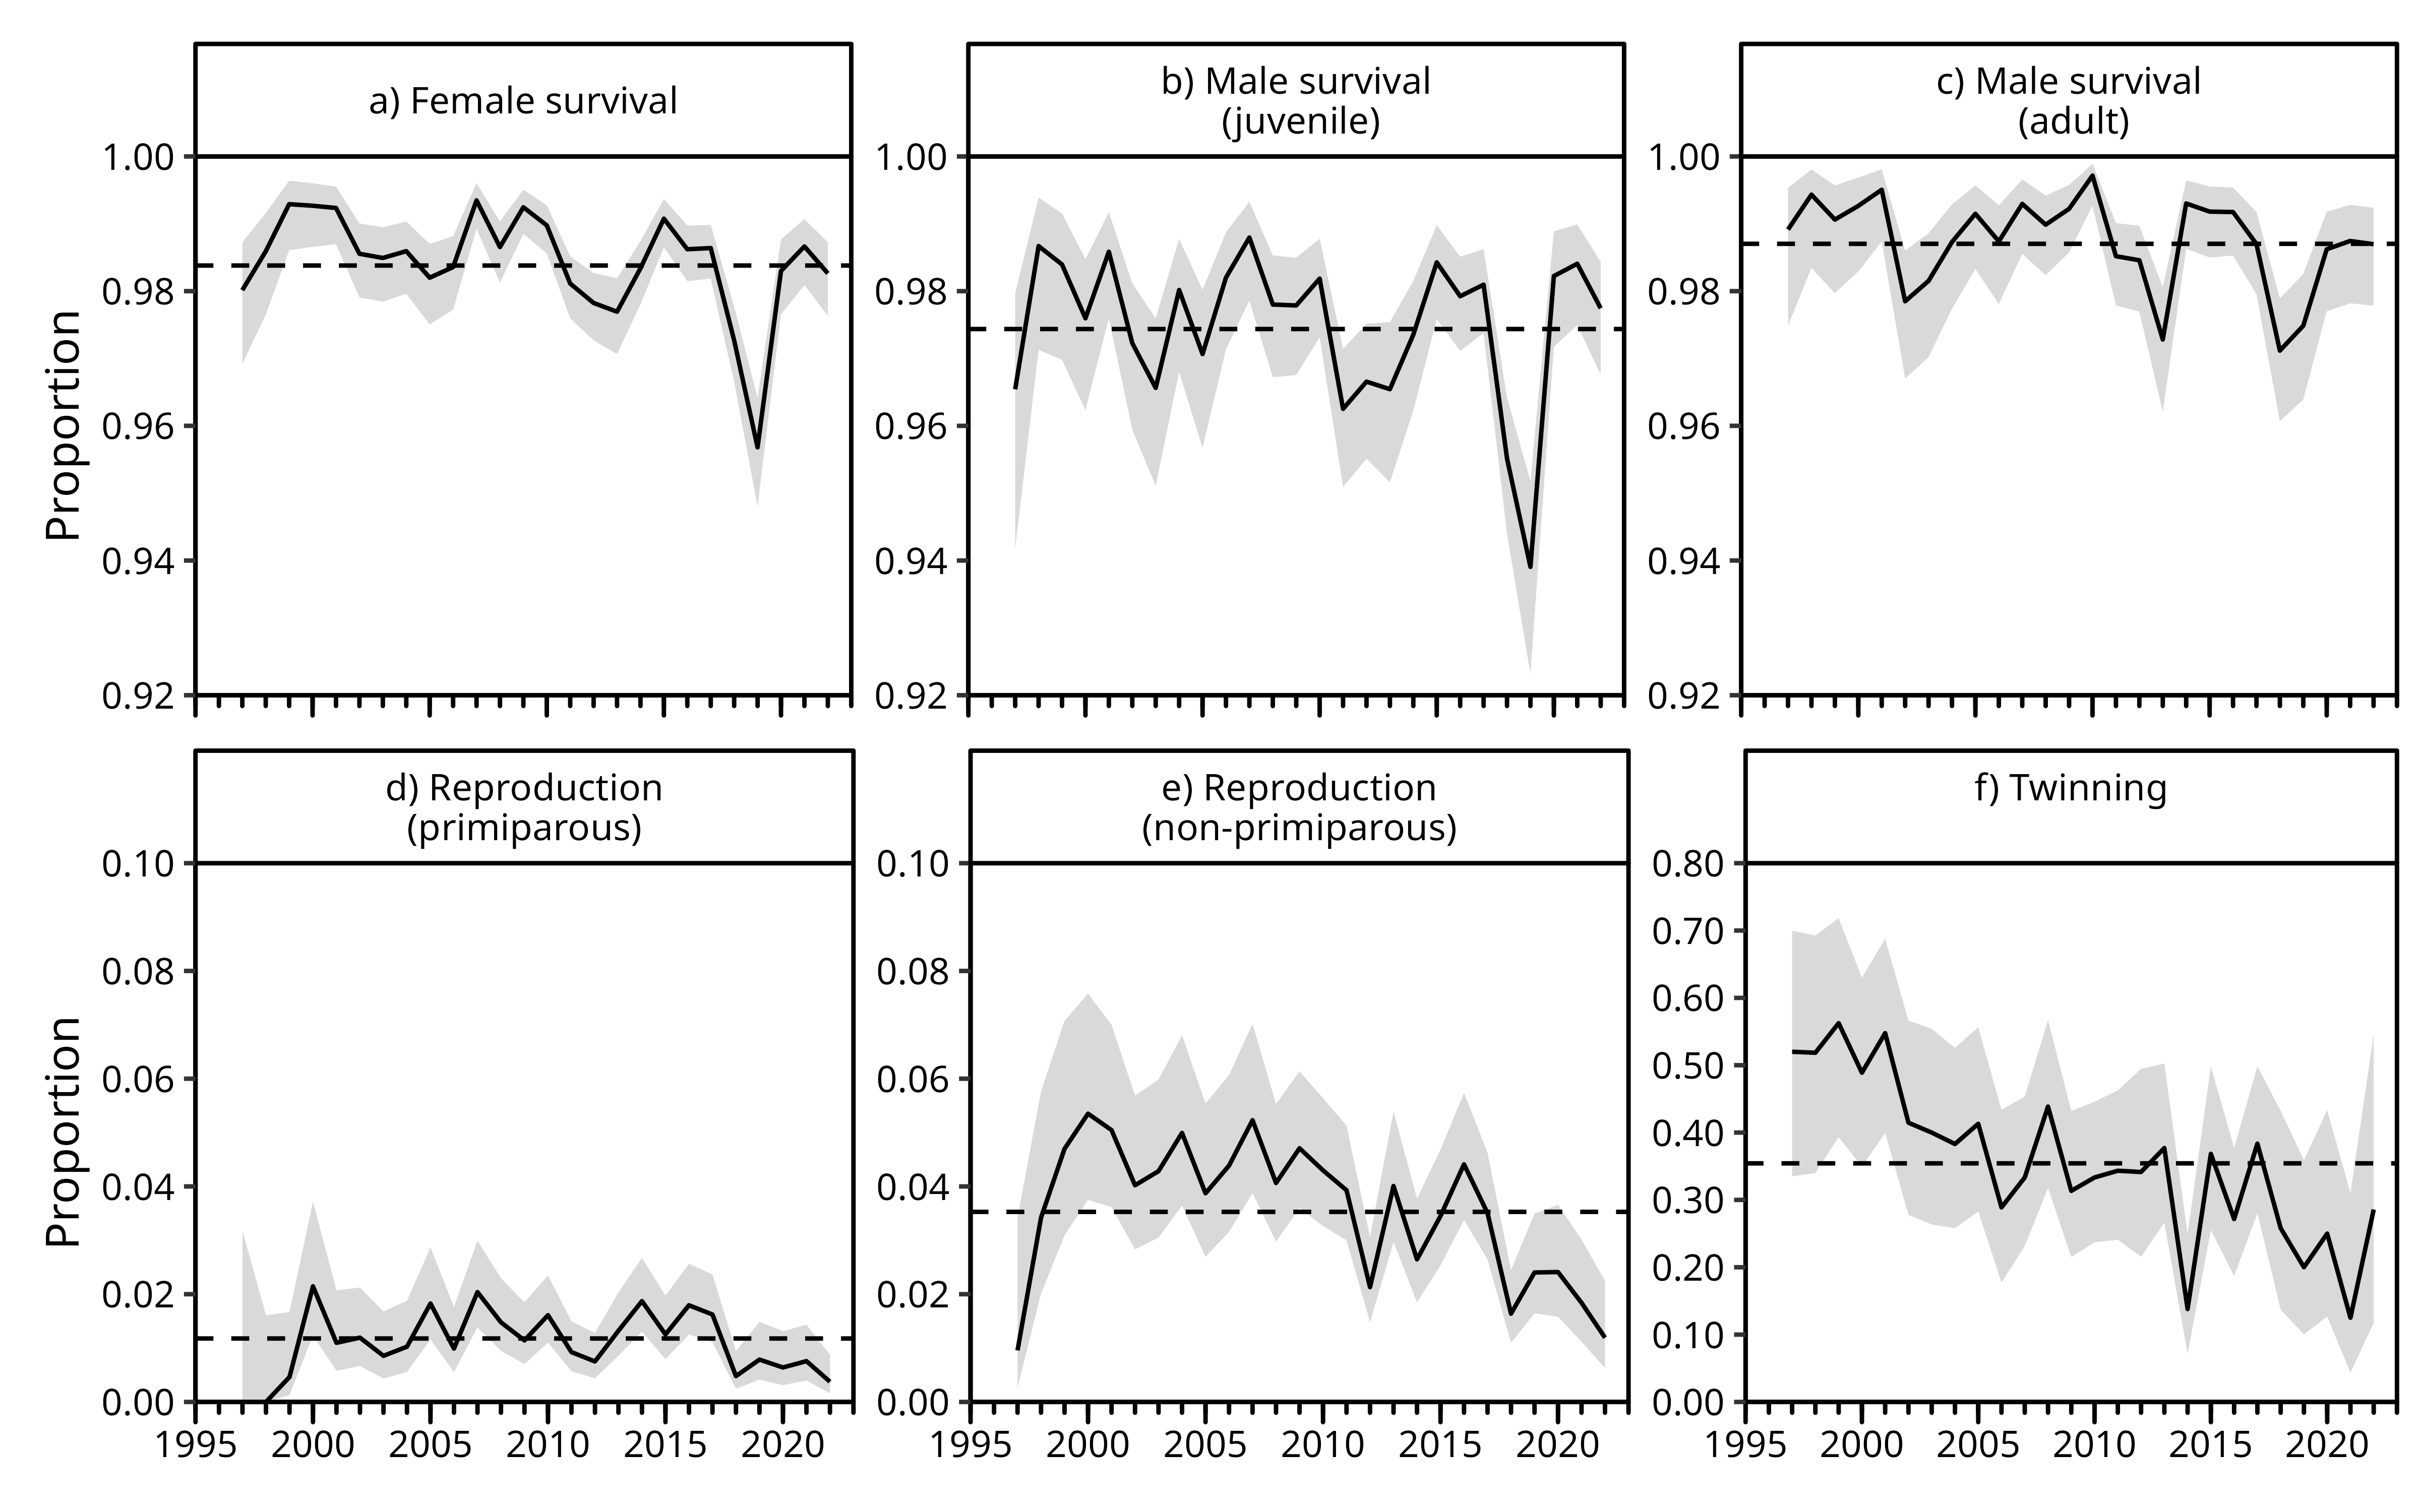 a) Female survival
b) Male survival
(juvenile)
c) Male survival
(adult)
Proportion
1.00
0.98
0.96
0.94
0.92
1.00
0.98
0.96
0.94
0.92
1.00
0.98
0.96
0.94
0.92
d) Reproduction
(primiparous)
e) Reproduction
(non-primiparous)
f) Twinning
Proportion
0.10
0.08
0.06
0.04
0.02
0.00
1995 2000 2005 2010 2015 2020
0.10
0.08
0.06
0.04
0.02
0.00
1995 2000 2005 2010 2015 2020
0.80
0.70
0.60
0.50
0.40
0.30
0.20
0.10
0.00
1995 2000 2005 2010 2015 2020